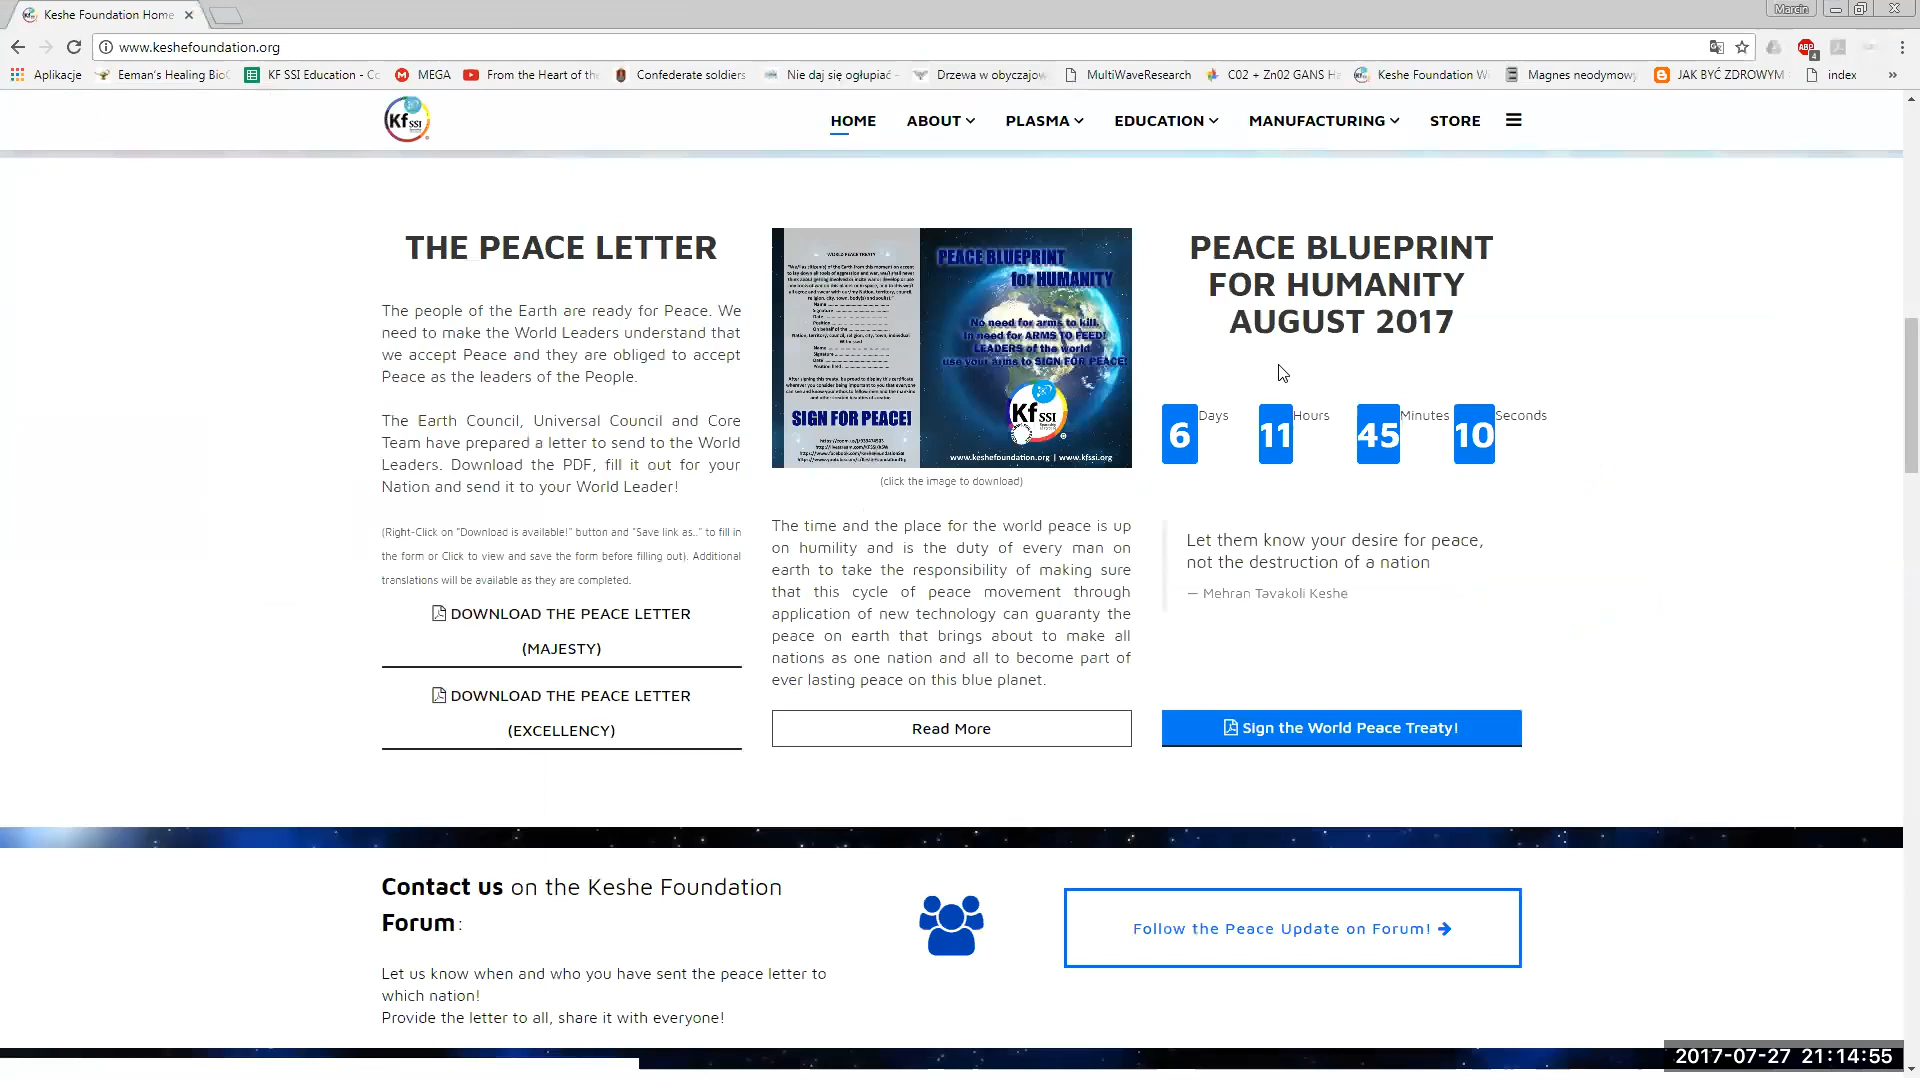 Keshe Foundation Home
Marcin
www.keshefoundation.org
Aplikacje
Eeman's Healing Bio
KF SSI Education - Co
MEGA
From the Heart of the
Confederate soldiers
Nie daj się ogłupiać -
Drzewa w obyczajow
MultiWaveResearch
C02 + Zn02 GANS Ha
Keshe Foundation W
Magnes neodymowy
JAK BYĆ ZDROWYM
index
Kf SSI
HOME
ABOUT
PLASMA
EDUCATION
MANUFACTURING
STORE
THE PEACE LETTER
The people of the Earth are ready for Peace. We
need to make the World Leaders understand that
we accept Peace and they are obliged to accept
Peace as the leaders of the People.
The Earth Council, Universal Council and Core
Team have prepared a letter to send to the World
Leaders. Download the PDF, fill it out for your
Nation and send it to your World Leader!
(Right-Click on "Download is available!" button and "Save link as.." to fill in
the form or Click to view and save the form before filling out). Additional
translations will be available as they are completed.
DOWNLOAD THE PEACE LETTER
(MAJESTY)
DOWNLOAD THE PEACE LETTER
(EXCELLENCY)
WORLD PEACE TREATY
SIGN FOR PEACE!
PEACE BLUEPRINT
for HUMANITY
No need for arms to kill.
In need for ARMS TO FEED!
LEADERS of the world
use your arms to SIGN FOR PEACE!
Kf SSI
www.keshefoundation.org | www.kfssi.org
(click the image to download)
The time and the place for the world peace is up
on humility and is the duty of every man on
earth to take the responsibility of making sure
that this cycle of peace movement through
application of new technology can guaranty the
peace on earth that brings about to make all
nations as one nation and all to become part of
ever lasting peace on this blue planet.
Read More
PEACE BLUEPRINT
FOR HUMANITY
AUGUST 2017
6 Days 11 Hours 45 Minutes 10 Seconds
Let them know your desire for peace,
not the destruction of a nation
— Mehran Tavakoli Keshe
Sign the World Peace Treaty!
Contact us on the Keshe Foundation
Forum:
Let us know when and who you have sent the peace letter to
which nation!
Provide the letter to all, share it with everyone!
Follow the Peace Update on Forum!
2017-07-27 21:14:55